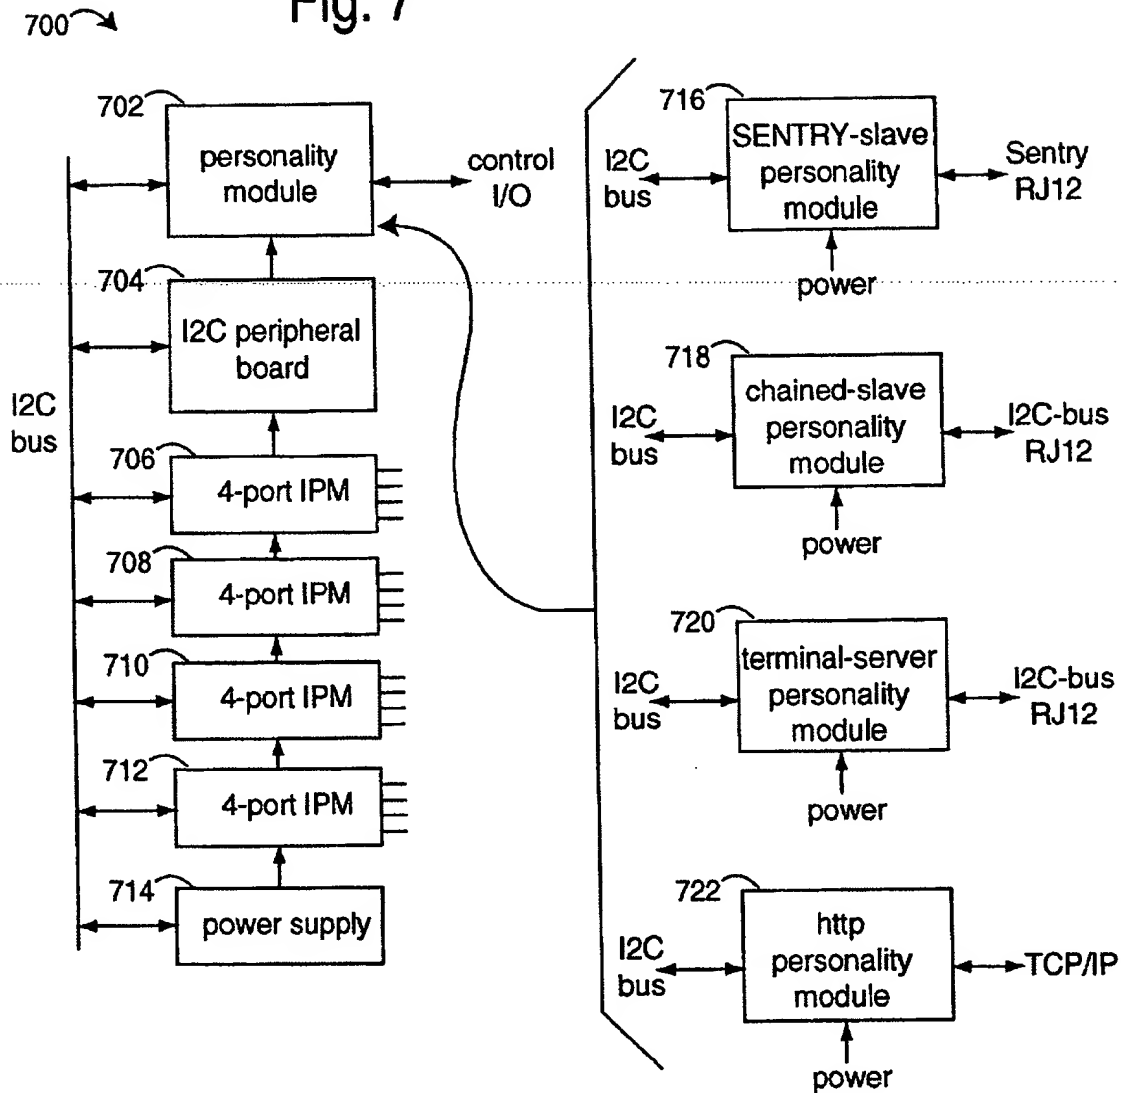 Fig. 7
700
702
personality
module
control
I/O
704
I2C peripheral
board
I2C
bus
706
4-port IPM
708
4-port IPM
710
4-port IPM
712
4-port IPM
714
power supply
716
SENTRY-slave
personality
module
I2C
bus
Sentry
RJ12
power
718
chained-slave
personality
module
I2C
bus
I2C-bus
RJ12
power
720
terminal-server
personality
module
I2C
bus
I2C-bus
RJ12
power
722
http
personality
module
I2C
bus
TCP/IP
power